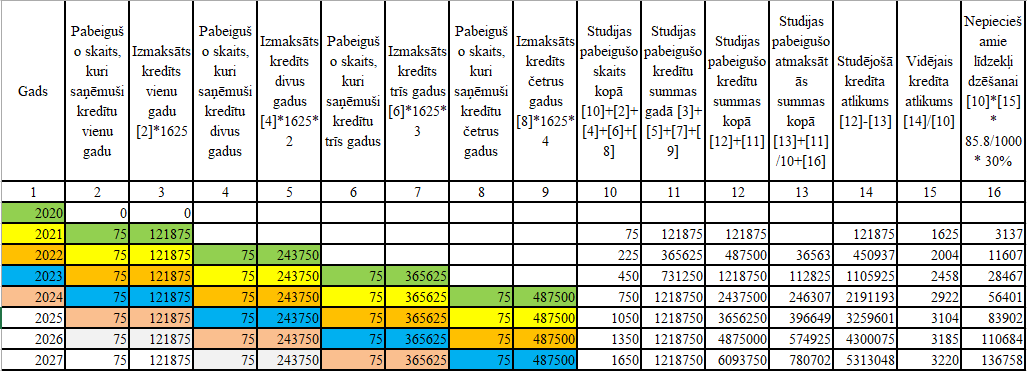 Gads
Pabeiguš
o skaits,
kuri
saņēmuši
kredītu
vienu
gadu
Izmaksāts
kredīts
vienu
gadu
[2]*1625
Pabeiguš
o skaits,
kuri
saņēmuši
kredītu
divus
gadus
Izmaksāts
kredīts
divus
gadus
[4]*1625*
2
Pabeiguš
o skaits,
kuri
saņēmuši
kredītu
trīs gadus
Izmaksāts
kredīts
trīs gadus
[6]*1625*
3
Pabeiguš
o skaits,
kuri
saņēmuši
kredītu
četrus
gadus
Izmaksāts
kredīts
četrus
gadus
[8]*1625*
4
Studijas
pabeigušo
skaits
kopā
[10]+[2]+
[4]+[6]+[
8]
Studijas
pabeigušo
kredītu
summas
gadā [3]+
[5]+[7]+[
9]
Studijas
pabeigušo
kredītu
summas
kopā
[12]+[11]
Studijas
pabeigušo
atmaksāt
ās
summas
kopā
[13]+[11]
/10+[16]
Studējošā
kredīta
atlikums
[12]-[13]
Vidējais
kredīta
atlikums
[14]/[10]
Nepiecieš
amie
līdzekļi
dzēšanai
[10]*[15]
*
85.8/1000
* 30%
1 2 3 4 5 6 7 8 9 10 11 12 13 14 15 16
2020 0 0
2021 75 121875 75 121875 121875 121875 1625 3137
2022 75 121875 75 243750 225 365625 487500 36563 450937 2004 11607
2023 75 121875 75 243750 75 365625 450 731250 1218750 112825 1105925 2458 28467
2024 75 121875 75 243750 75 365625 75 487500 750 1218750 2437500 246307 2191193 2922 56401
2025 75 121875 75 243750 75 365625 75 487500 1050 1218750 3656250 396649 3259601 3104 83902
2026 75 121875 75 243750 75 365625 75 487500 1350 1218750 4875000 574925 4300075 3185 110684
2027 75 121875 75 243750 75 365625 75 487500 1650 1218750 6093750 780702 5313048 3220 136758